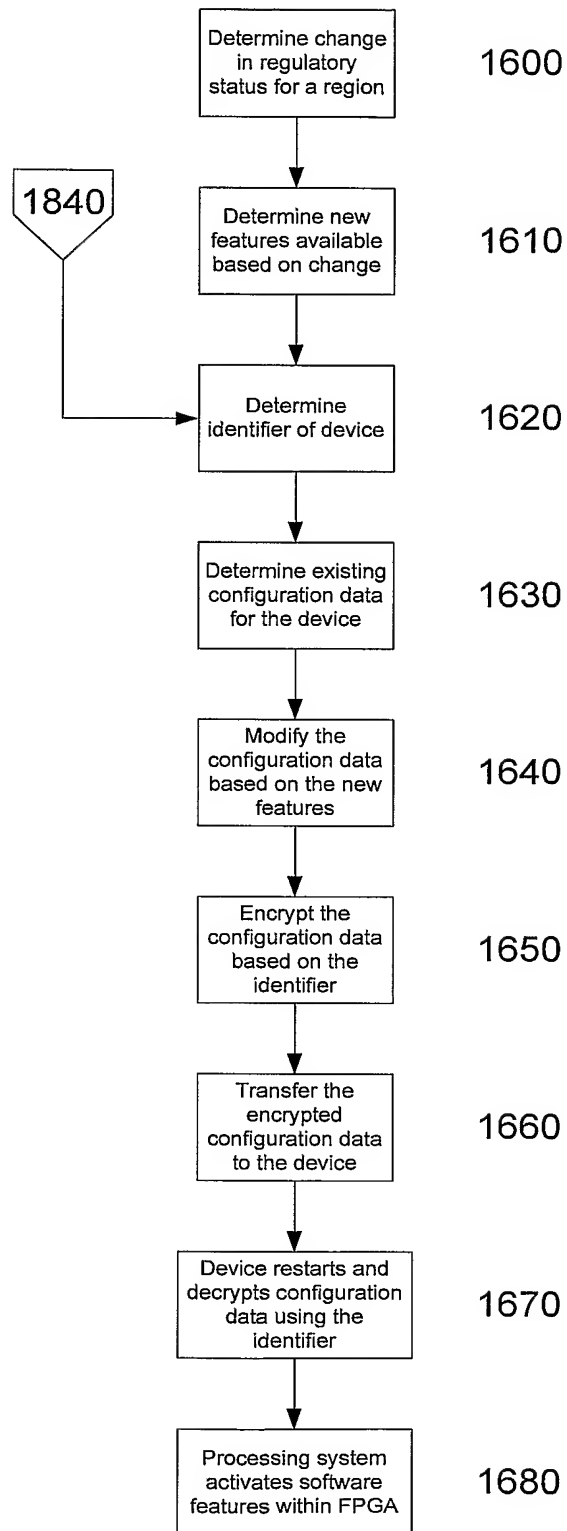 Determine change
in regulatory
status for a region
1600
1840
Determine new
features available
based on change
1610
Determine
identifier of device
1620
Determine existing
configuration data
for the device
1630
Modify the
configuration data
based on the new
features
1640
Encrypt the
configuration data
based on the
identifier
1650
Transfer the
encrypted
configuration data
to the device
1660
Device restarts and
decrypts configuration
data using the
identifier
1670
Processing system
activates software
features within FPGA
1680